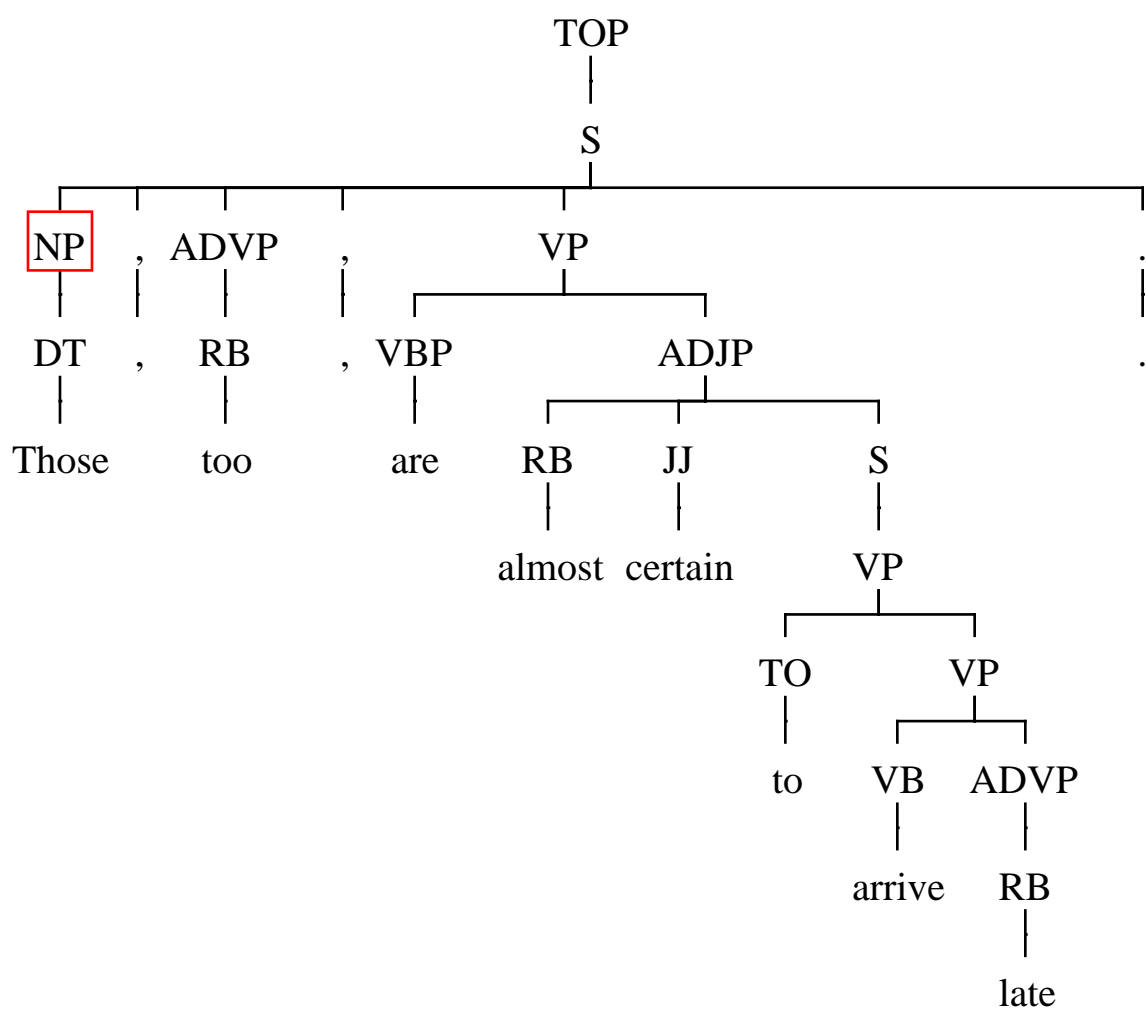 TOP
S
NP , ADVP , VP .
DT , RB , VBP ADJP .
Those too are RB JJ S
almost certain VP
TO VP
to VB ADVP
arrive RB
late